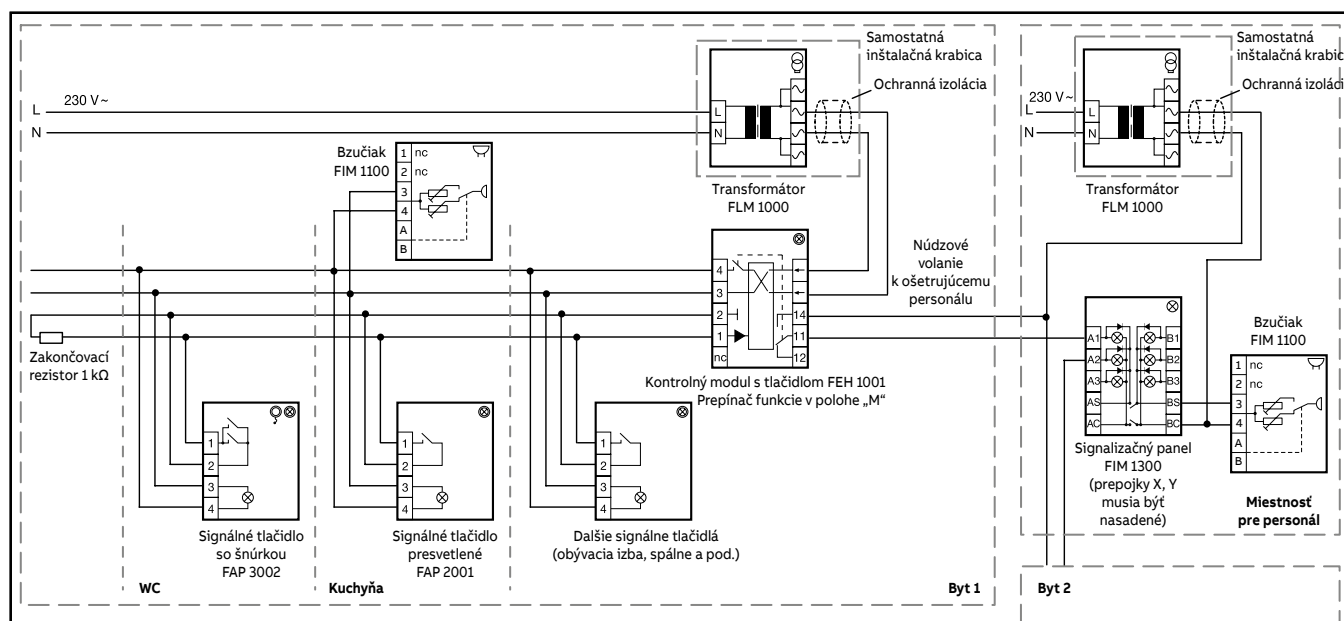 Samostatná
inštalačná krabica
Ochranná izolácia
L
230 V~
N
L
N
Transformátor
FLM 1000
Bzučiak
FIM 1100
1 nc
2 nc
3
4
A
B
4
3
2
1
nc
14
11
12
Núdzové
volanie
k ošetrujúcemu
personálu
Kontrolný modul s tlačidlom FEH 1001
Prepínač funkcie v polohe „M“
Zakončovací
rezistor 1 kΩ
1
2
3
4
Signálné tlačidlo
so šnúrkou
FAP 3002
WC
1
2
3
4
Signálné tlačidlo
presvetlené
FAP 2001
Kuchyňa
1
2
3
4
Dalšie signálne tlačidlá
(obývacia izba, spálne a pod.)
Byt 1
Samostatná
inštalačná krabic
Ochranná izoláci
230 V~
L
N
L
N
Transformátor
FLM 1000
A1
A2
A3
AS
AC
B1
B2
B3
BS
BC
Signalizačný panel
FIM 1300
(prepojky X, Y
musia byť
nasadené)
Bzučiak
FIM 1100
1 nc
2 nc
3
4
A
B
Miestnosť
pre personál
Byt 2